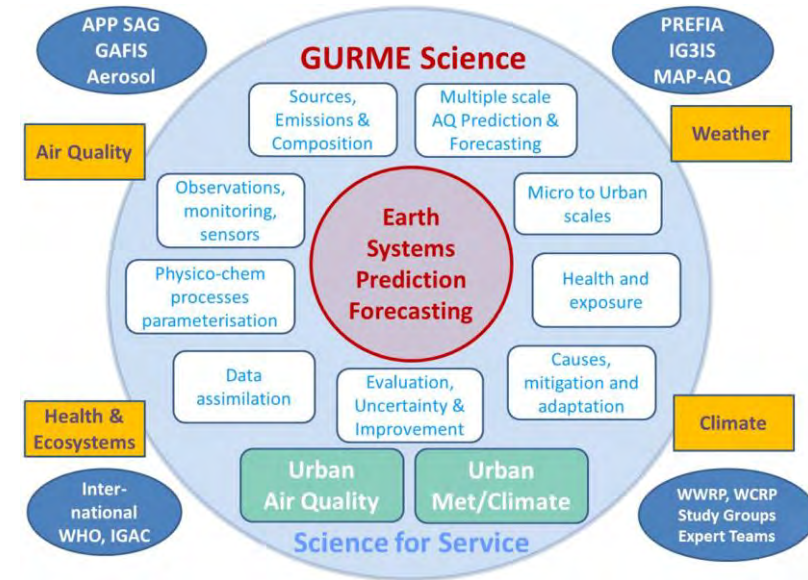 APP SAG
GAFIS
Aerosol
PREFIA
IG3IS
MAP-AQ
GURME Science
Air Quality
Weather
Sources,
Emissions &
Composition
Multiple scale
AQ Prediction &
Forecasting
Observations,
monitoring,
sensors
Micro to Urban
scales
Earth
Systems
Prediction
Forecasting
Physico-chem
processes
parameterisation
Health and
exposure
Data
assimilation
Evaluation,
Uncertainty &
Improvement
Causes,
mitigation and
adaptation
Health &
Ecosystems
Climate
Urban
Air Quality
Urban
Met/Climate
Inter-
national
WHO, IGAC
WWRP, WCRP
Study Groups
Expert Teams
Science for Service